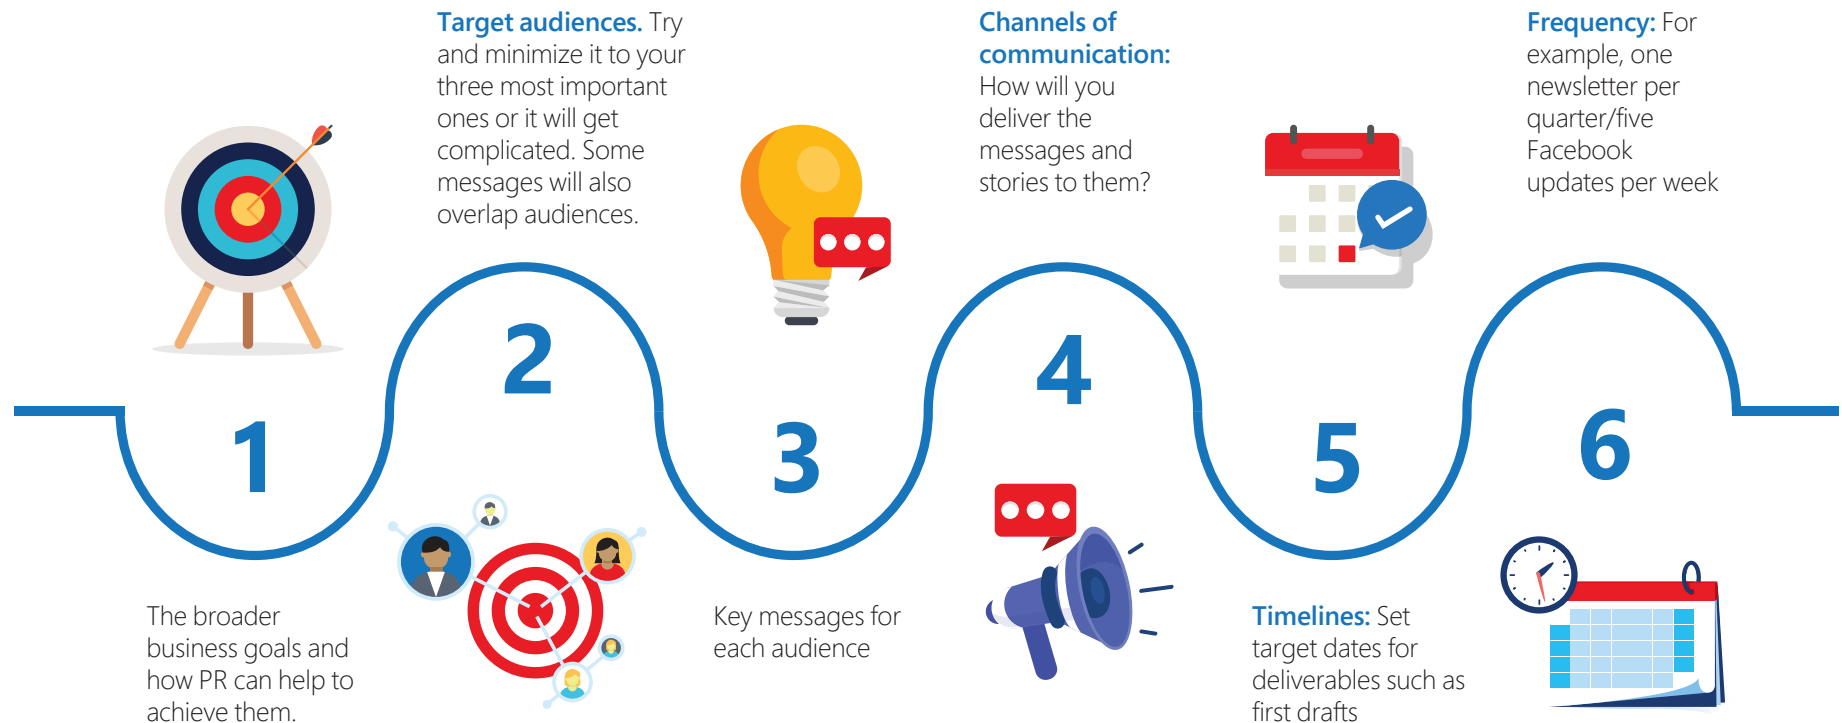 1
The broader
business goals and
how PR can help to
achieve them.
Target audiences. Try
and minimize it to your
three most important
ones or it will get
complicated. Some
messages will also
overlap audiences.
2
3
Key messages for
each audience
Channels of
communication:
How will you
deliver the
messages and
stories to them?
4
5
Timelines: Set
target dates for
deliverables such as
first drafts
Frequency: For
example, one
newsletter per
quarter/five
Facebook
updates per week
6